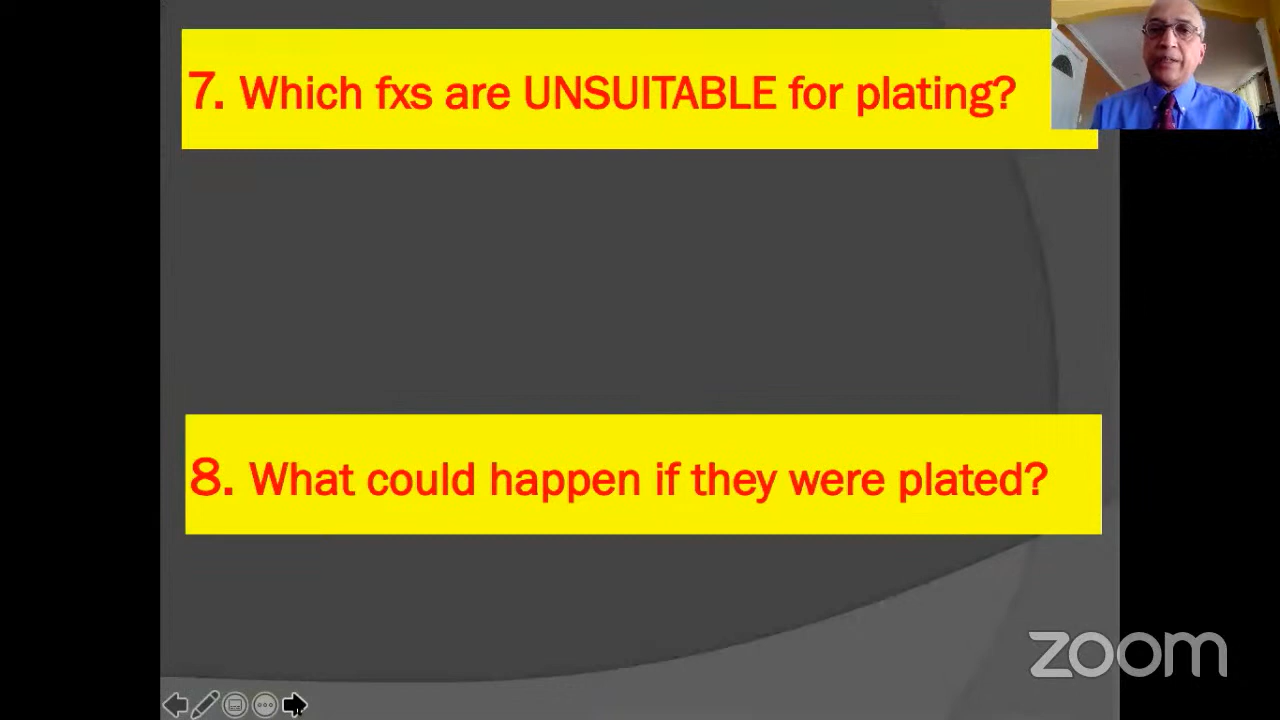 7. Which fxs are UNSUITABLE for plating?
8. What could happen if they were plated?
zoom